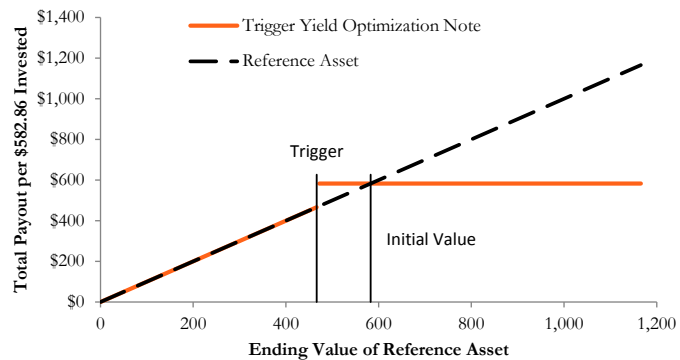 $1,400
$1,200
$1,000
$800
$600
$400
$200
$0
Total Payout per $582.86 Invested
Trigger Yield Optimization Note
Reference Asset
Trigger
Initial Value
0
200
400
600
800
1,000
1,200
Ending Value of Reference Asset